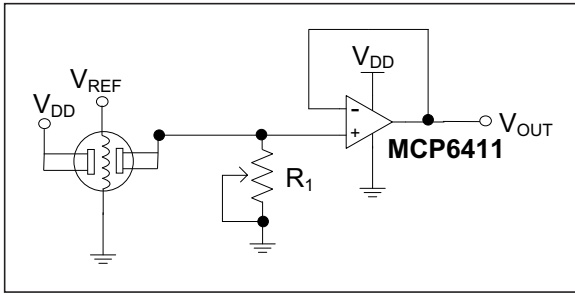 V_REF
V_DD
V_DD
-
+
V_OUT
MCP6411
R_1